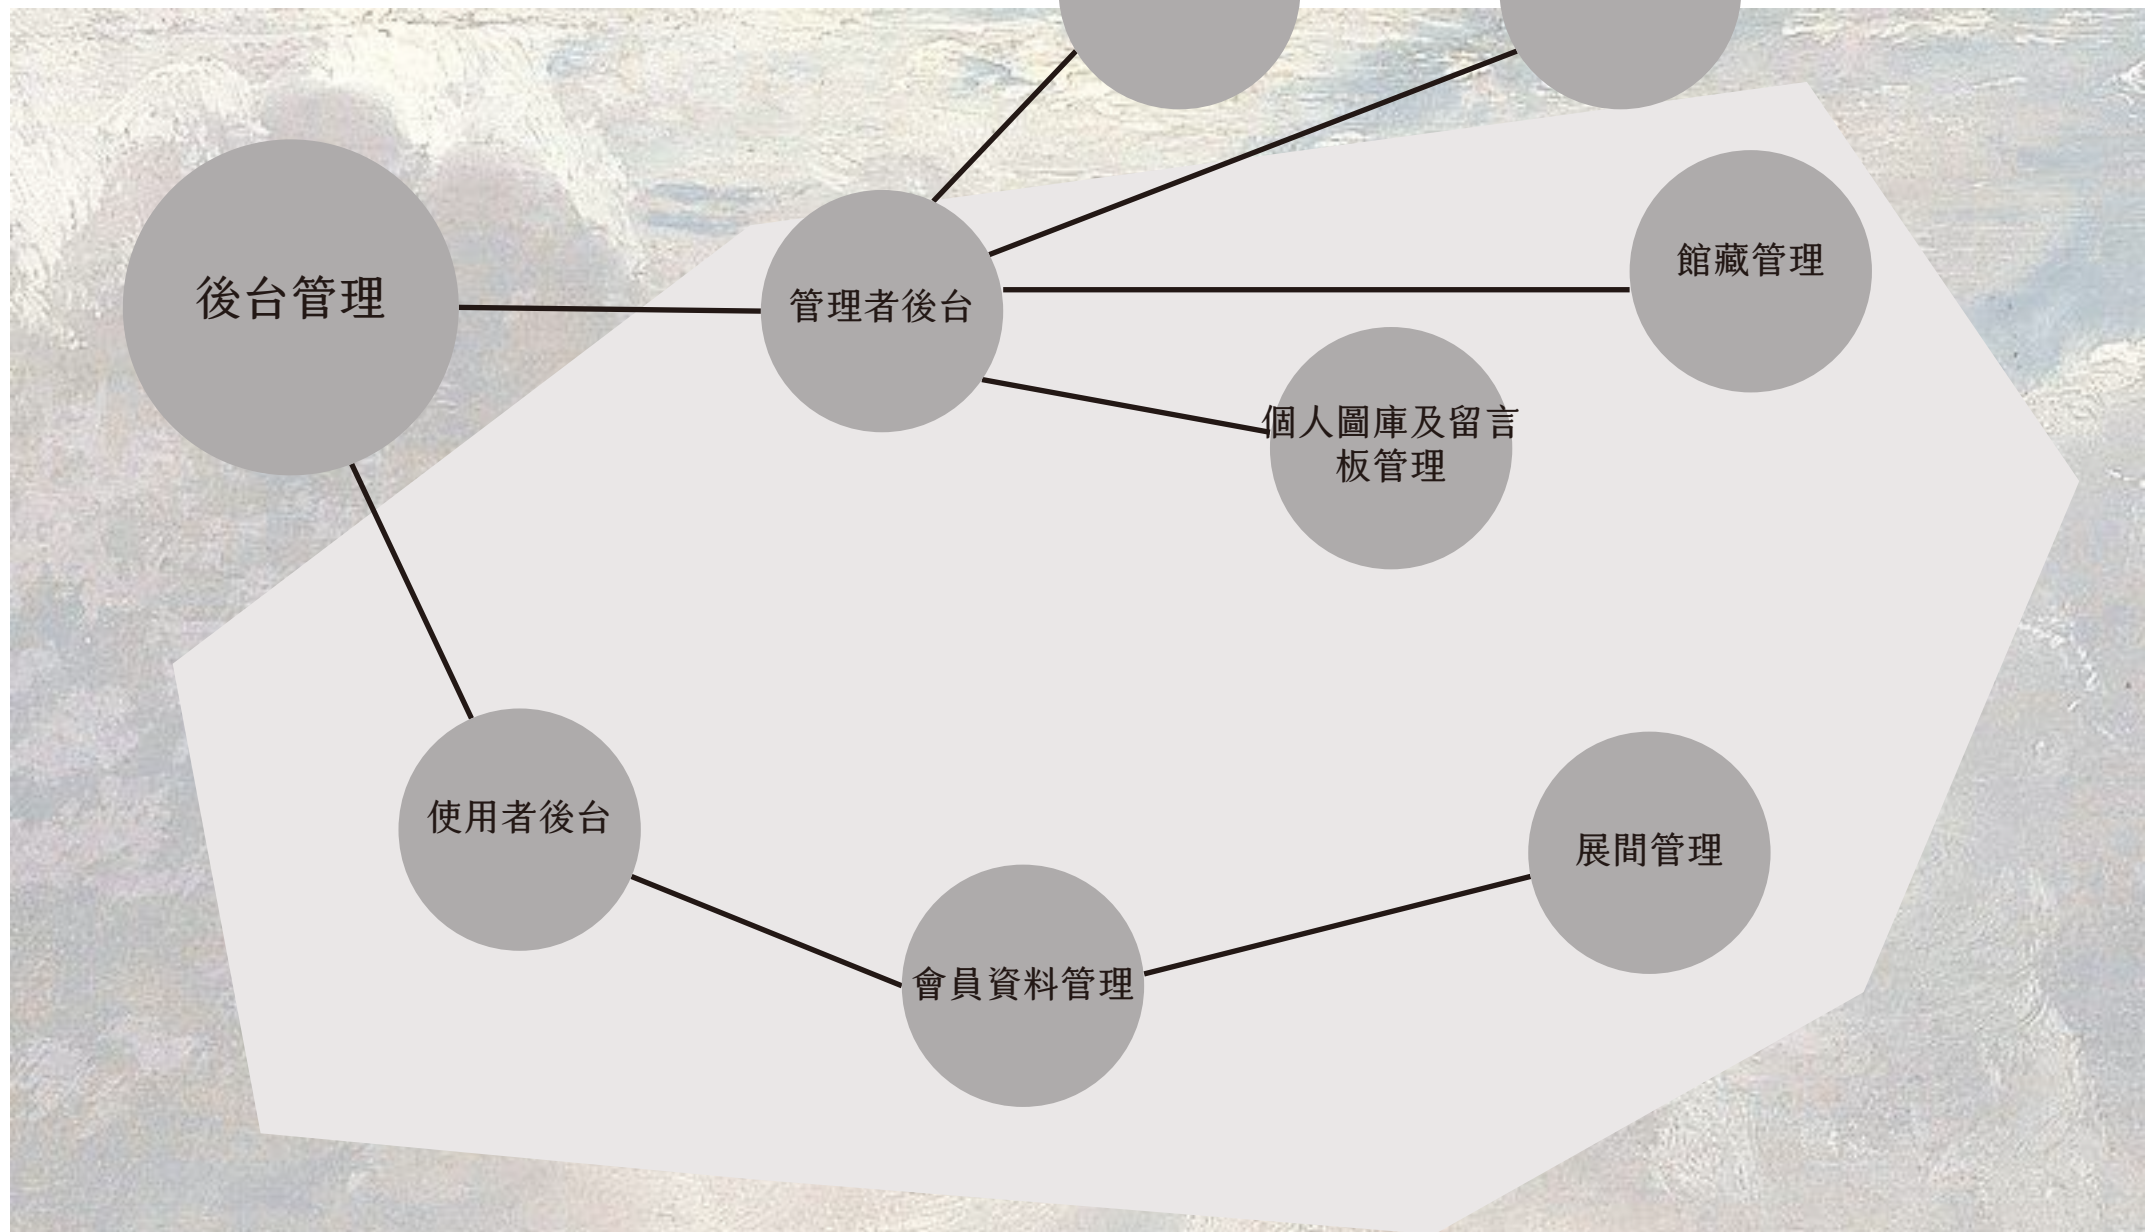 後台管理
管理者後台
館藏管理
個人圖庫及留言
板管理
使用者後台
會員資料管理
展間管理